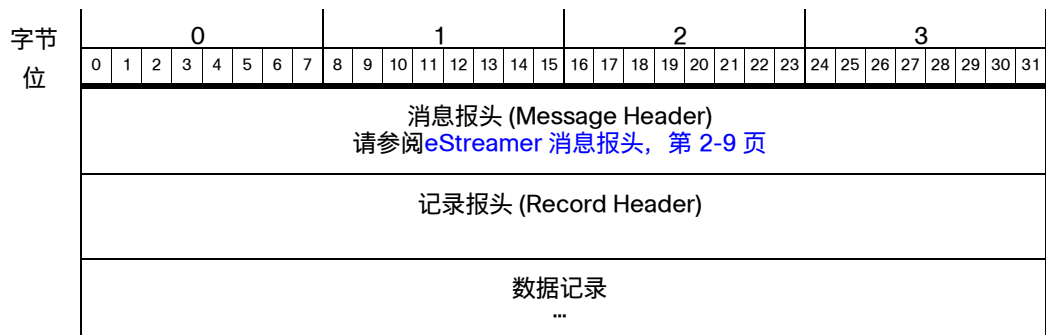 字节 0 1 2 3
位 0 1 2 3 4 5 6 7 8 9 10 11 12 13 14 15 16 17 18 19 20 21 22 23 24 25 26 27 28 29 30 31
消息报头 (Message Header)
请参阅eStreamer 消息报头，第 2-9 页
记录报头 (Record Header)
数据记录
...